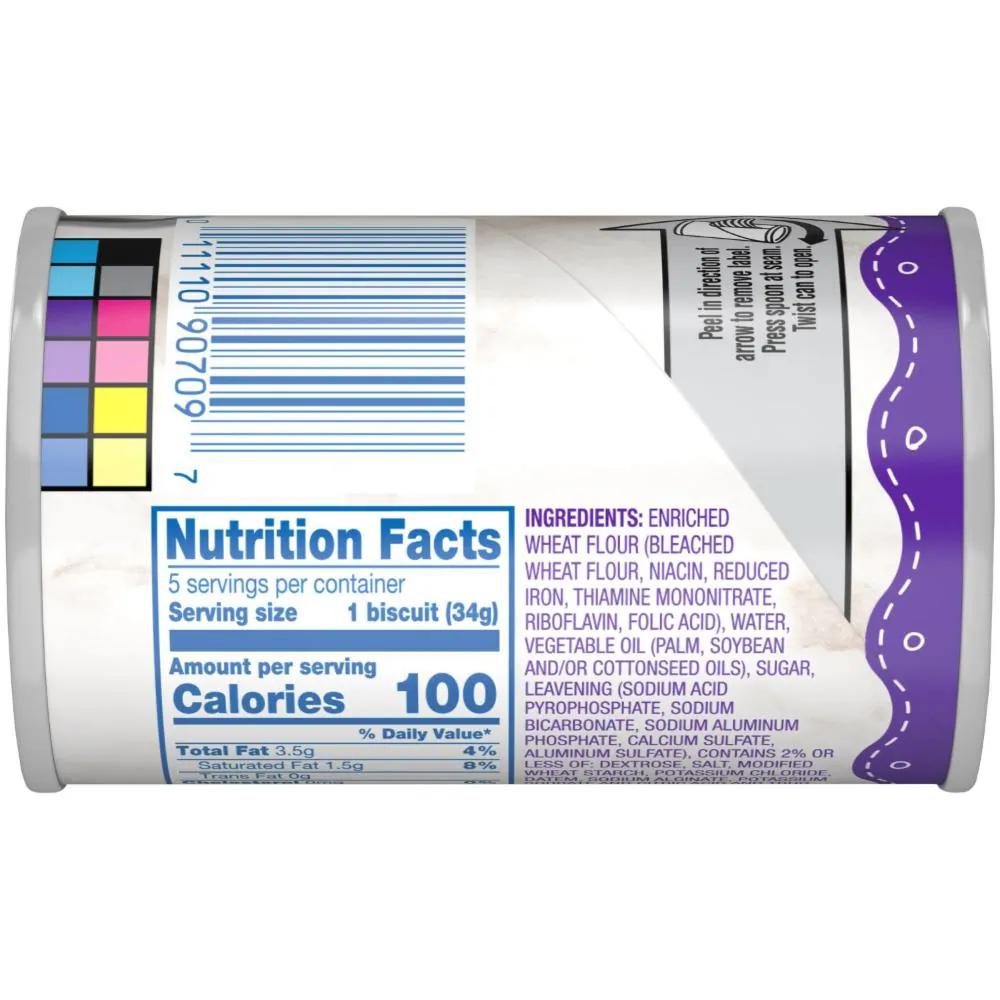 0 11110 90709 7
Peel in direction of
arrow to remove label.
Press spoon at seam.
Twist can to open.
Nutrition Facts
5 servings per container
Serving size 1 biscuit (34g)
Amount per serving
Calories 100
% Daily Value*
Total Fat 3.5g 4%
Saturated Fat 1.5g 8%
Trans Fat 0g
Cholesterol 0mg 0%
INGREDIENTS: ENRICHED
WHEAT FLOUR (BLEACHED
WHEAT FLOUR, NIACIN, REDUCED
IRON, THIAMINE MONONITRATE,
RIBOFLAVIN, FOLIC ACID), WATER,
VEGETABLE OIL (PALM, SOYBEAN
AND/OR COTTONSEED OILS), SUGAR,
LEAVENING (SODIUM ACID
PYROPHOSPHATE, SODIUM
BICARBONATE, SODIUM ALUMINUM
PHOSPHATE, CALCIUM SULFATE,
ALUMINUM SULFATE), CONTAINS 2% OR
LESS OF: DEXTROSE, SALT, MODIFIED
WHEAT STARCH, POTASSIUM CHLORIDE,
DATEM, SODIUM ALGINATE, POTASSIUM